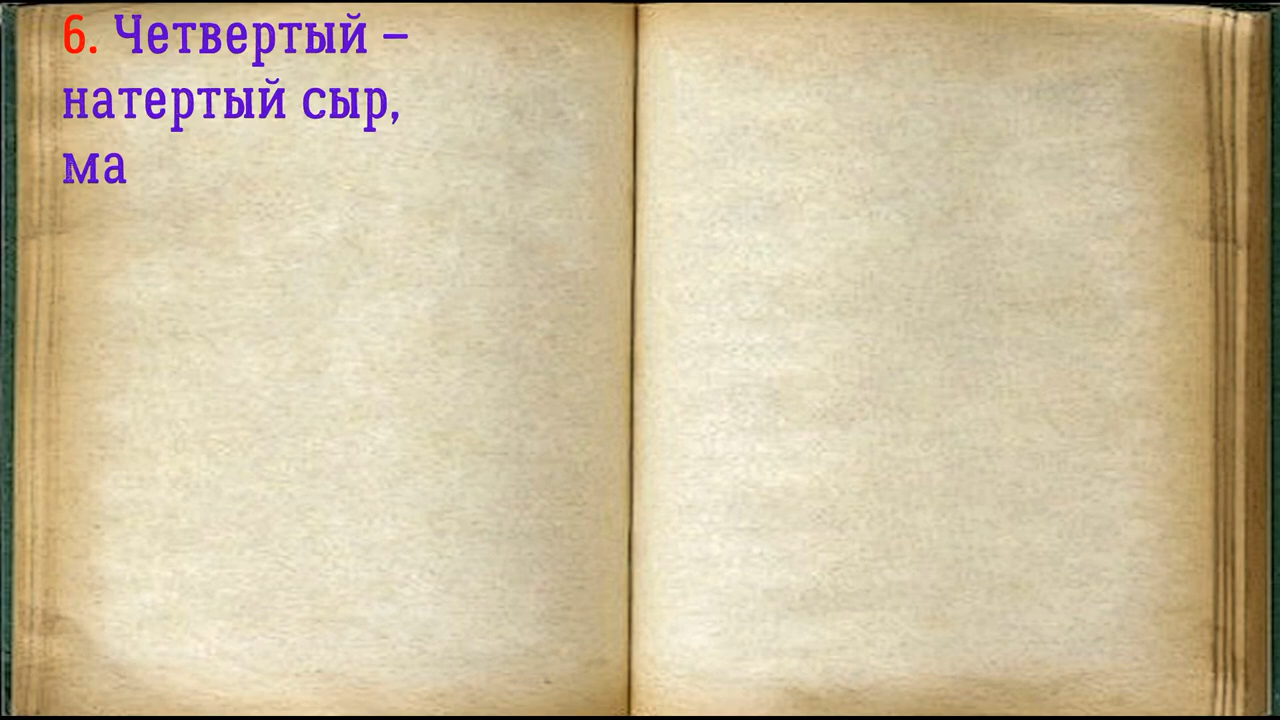 6. Четвертый –
натертый сыр,
ма